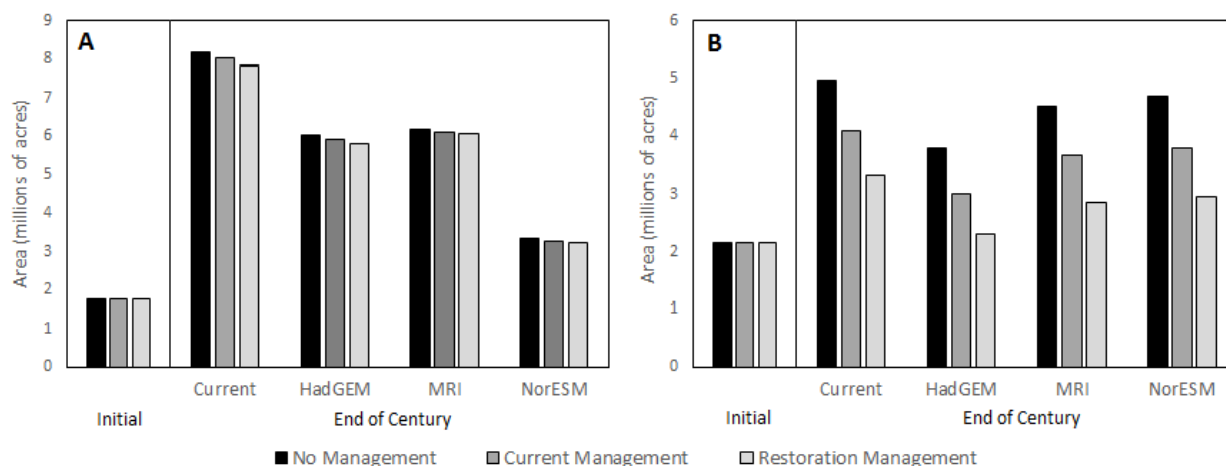 A
Area (millions of acres)
9
8
7
6
5
4
3
2
1
0
Current HadGEM MRI NorESM
Initial End of Century
B
Area (millions of acres)
6
5
4
3
2
1
0
Current HadGEM MRI NorESM
Initial End of Century
No Management Current Management Restoration Management